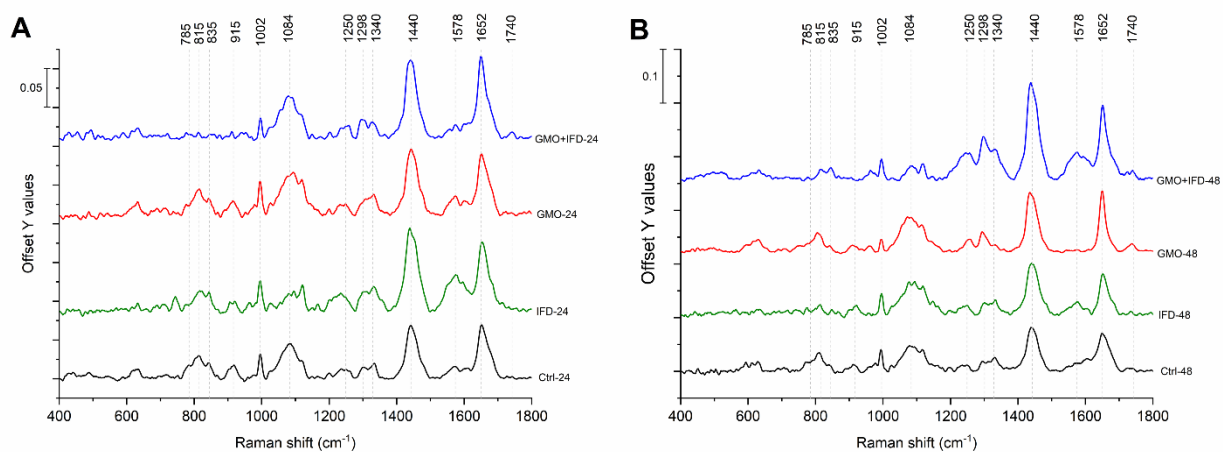 A
785 815 835 915 1002 1084 1250 1298 1340 1440 1578 1652 1740
0.05
Offset Y values
GMO+IFD-24
GMO-24
IFD-24
Ctrl-24
400 600 800 1000 1200 1400 1600 1800
Raman shift (cm⁻¹)
B
785 815 835 915 1002 1084 1250 1298 1340 1440 1578 1652 1740
0.1
Offset Y values
GMO+IFD-48
GMO-48
IFD-48
Ctrl-48
400 600 800 1000 1200 1400 1600 1800
Raman shift (cm⁻¹)